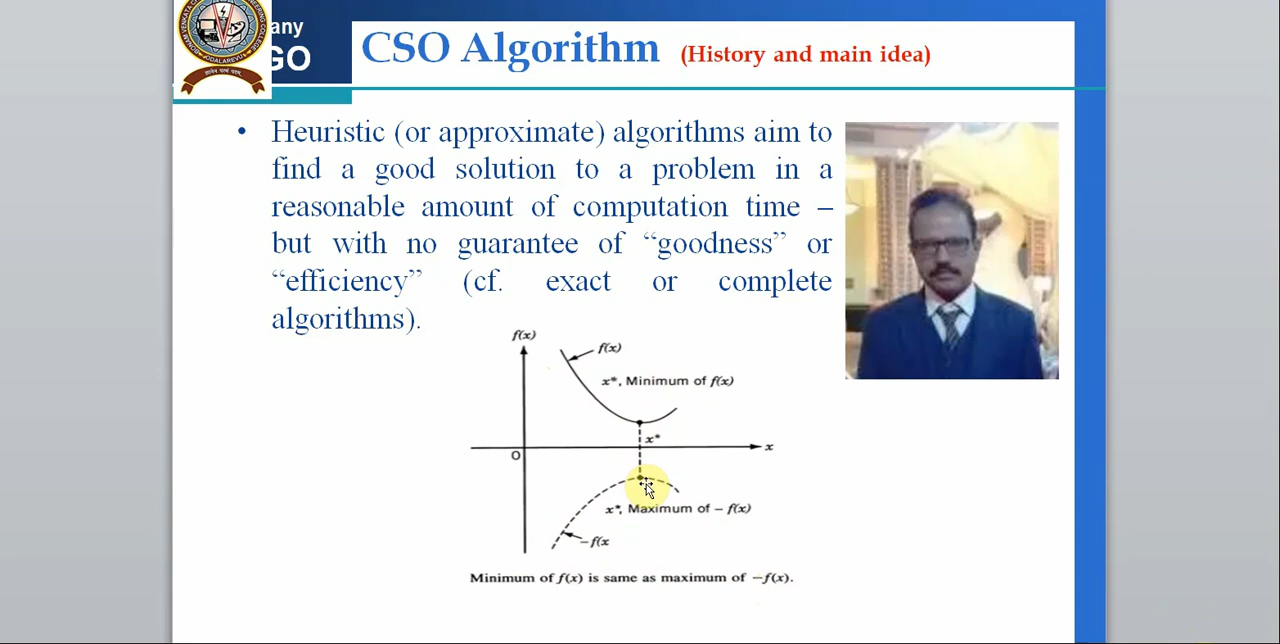 any
GO
CSO Algorithm (History and main idea)
• Heuristic (or approximate) algorithms aim to
find a good solution to a problem in a
reasonable amount of computation time –
but with no guarantee of “goodness” or
“efficiency” (cf. exact or complete
algorithms).
f(x)
f(x)
x*, Minimum of f(x)
x*
O
x
x*, Maximum of – f(x)
–f(x
Minimum of f(x) is same as maximum of –f(x).